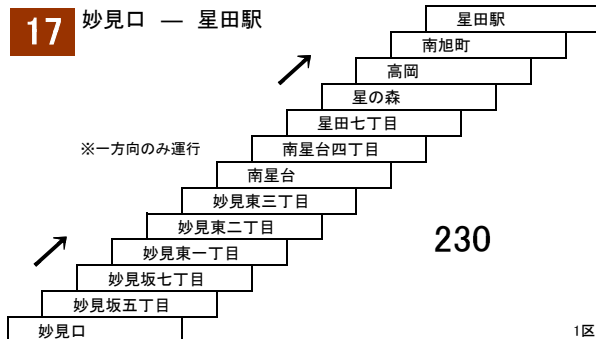 17 妙見口 ― 星田駅
星田駅
南旭町
高岡
星の森
星田七丁目
※一方向のみ運行
南星台四丁目
南星台
妙見東三丁目
妙見東二丁目
230
妙見東一丁目
妙見坂七丁目
妙見坂五丁目
妙見口
1区